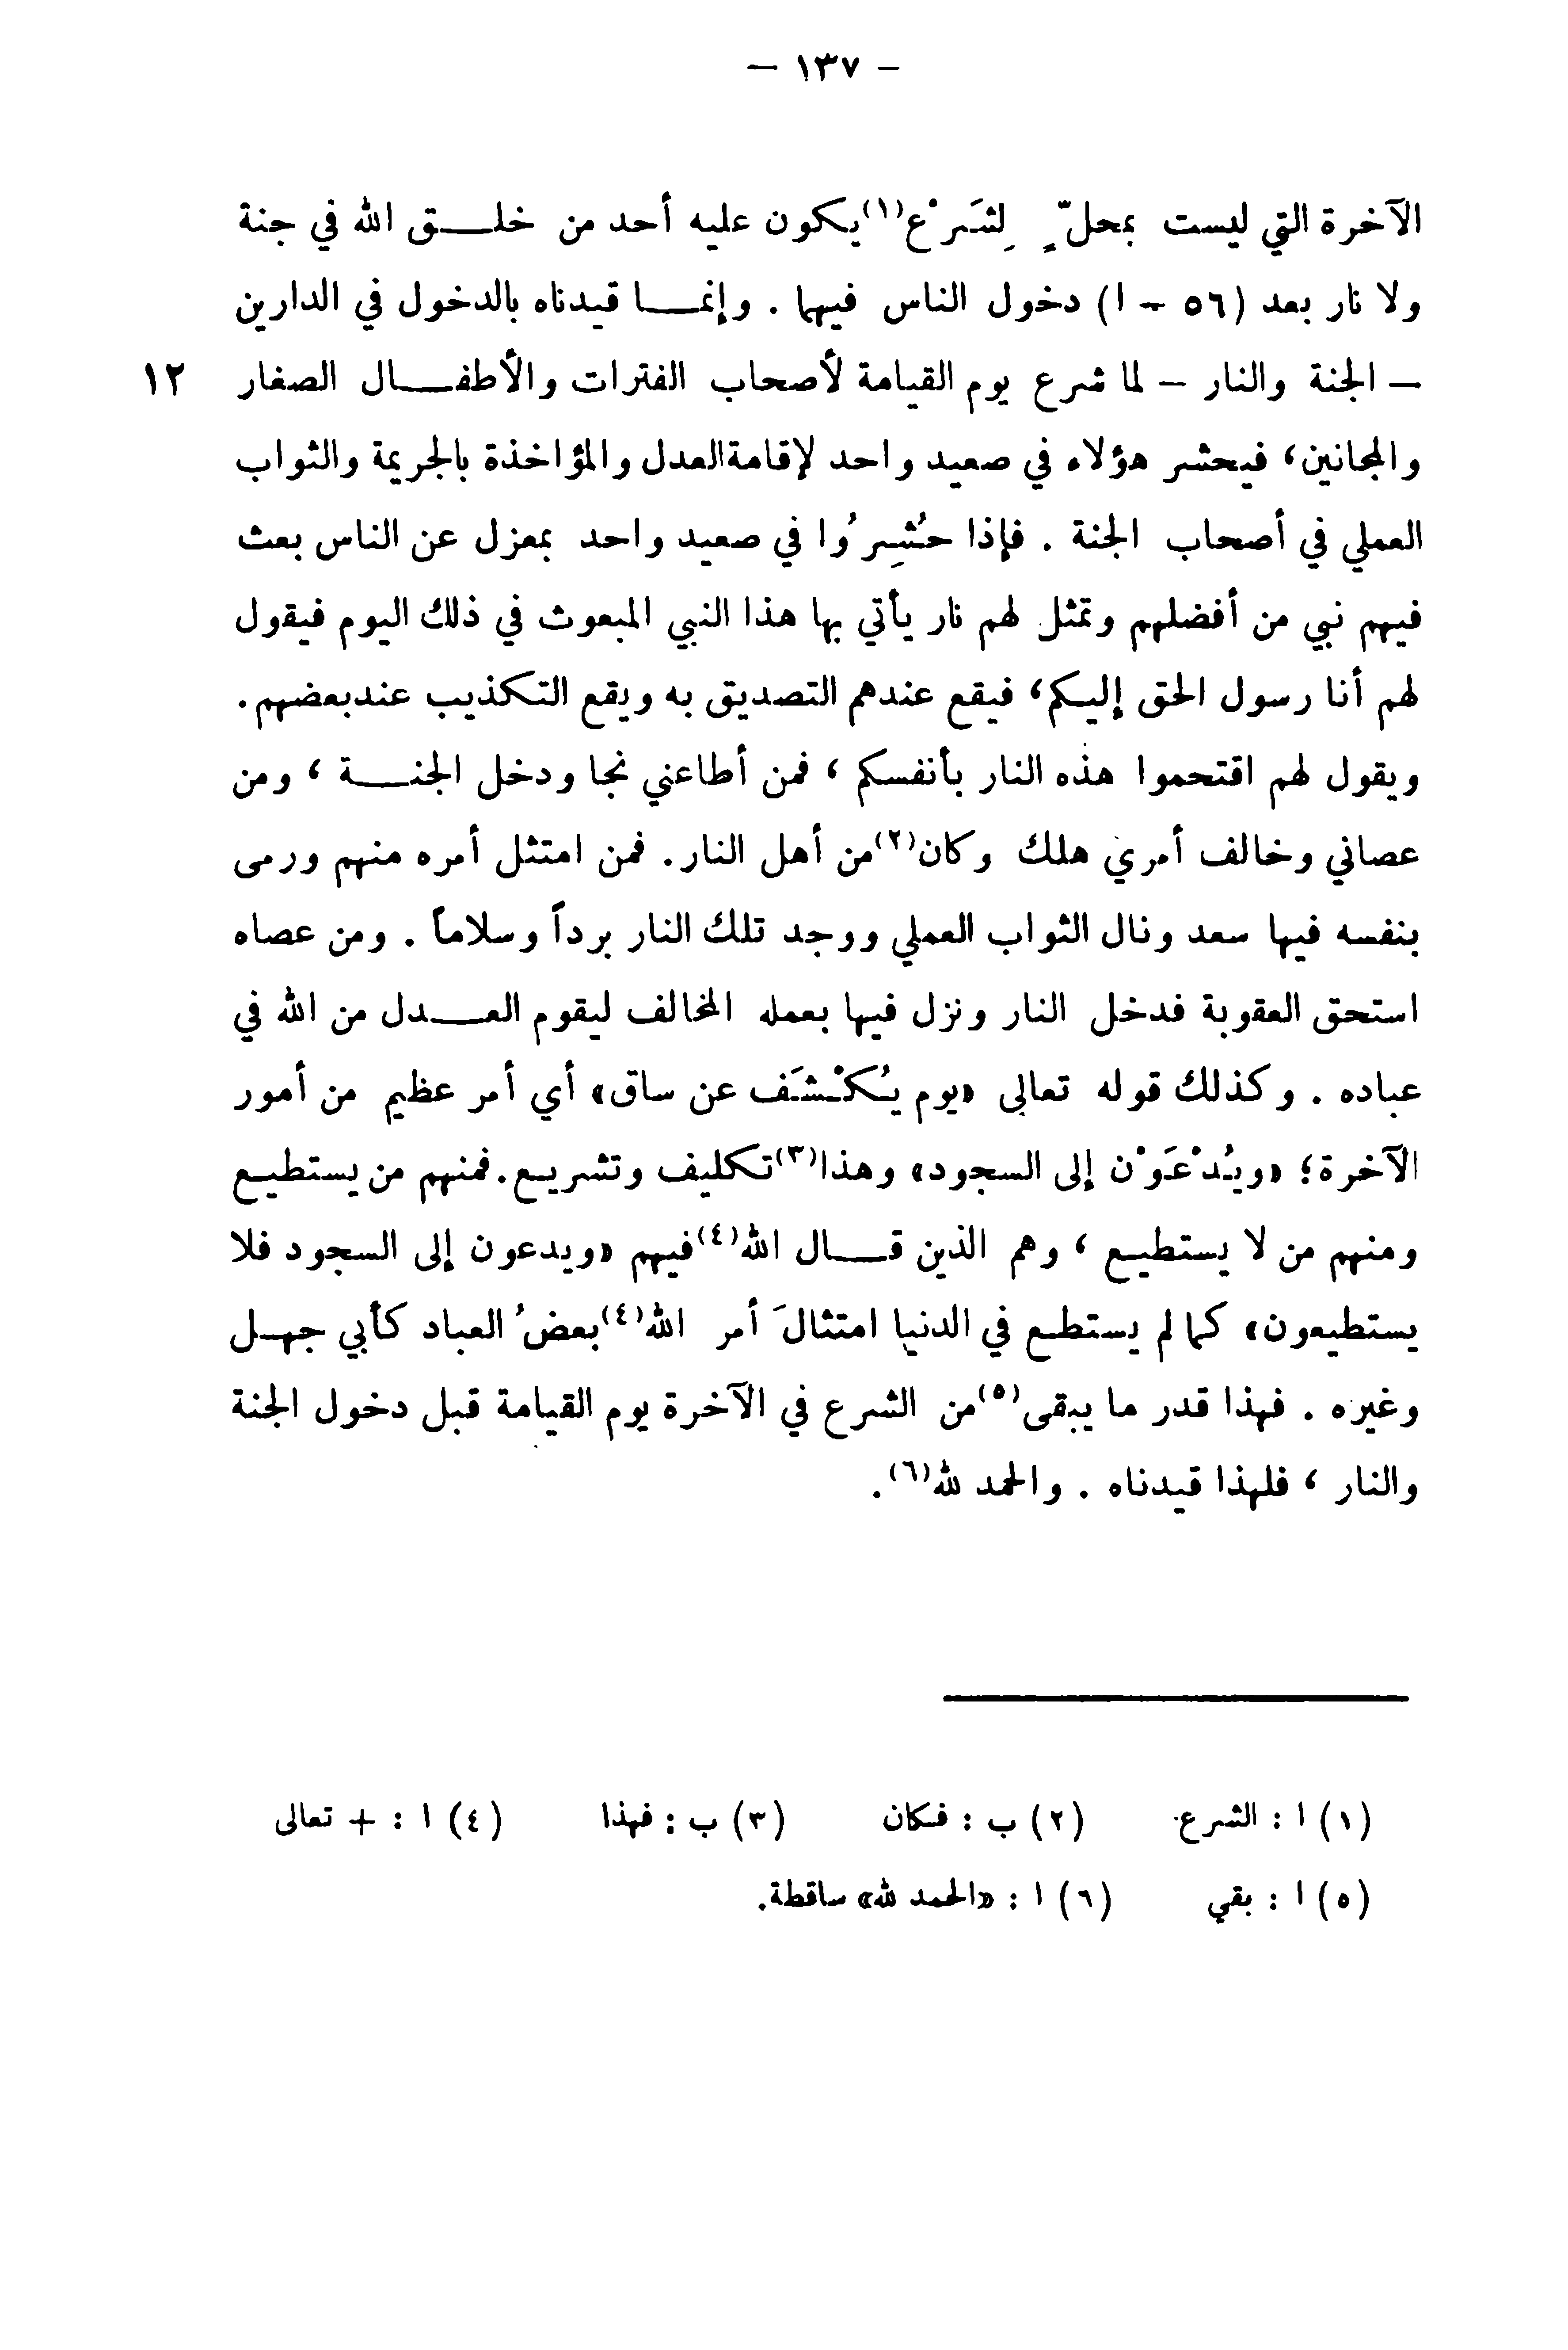 – ١٣٧ –
الآخرة التي ليست بمحلٍّ لِشَرْع(١) يكون عليه أحد من خلق الله في جنة
ولا نار بعد (٥٦ – ا) دخول الناس فيهما . وإنما قيدناه بالدخول في الدارين
– الجنة والنار – لما شرع يوم القيامة لأصحاب الفترات والأطفال الصغار ١٢
والمجانين، فيحشر هؤلاء في صعيد واحد لإقامة العدل والمؤاخذة بالجريمة والثواب
العملي في أصحاب الجنة . فإذا حُشِرُوا في صعيد واحد بمعزل عن الناس بعث
فيهم نبي من أفضلهم وتمثل لهم نار يأتي بها هذا النبي المبعوث في ذلك اليوم فيقول
لهم أنا رسول الحق إليكم، فيقع عندهم التصديق به ويقع التكذيب عند بعضهم.
ويقول لهم اقتحموا هذه النار بأنفسكم ، فمن أطاعني نجا ودخل الجنة ، ومن
عصاني وخالف أمري هلك وكان(٢) من أهل النار. فمن امتثل أمره منهم ورمى
بنفسه فيها سعد ونال الثواب العملي ووجد تلك النار برداً وسلاماً . ومن عصاه
استحق العقوبة فدخل النار ونزل فيها بعمله المخالف ليقوم العدل من الله في
عباده . وكذلك قوله تعالى «يوم يُكْشَف عن ساق» أي أمر عظيم من أمور
الآخرة؛ «ويُدْعَوْن إلى السجود» وهذا(٣) تكليف وتشريع. فمنهم من يستطيع
ومنهم من لا يستطيع ، وهم الذين قال الله(٤) فيهم «ويدعون إلى السجود فلا
يستطيعون» كما لم يستطع في الدنيا امتثالَ أمر الله(٤) بعضُ العباد كأبي جهل
وغيره . فهذا قدر ما يبقى(٥) من الشرع في الآخرة يوم القيامة قبل دخول الجنة
والنار ، فلهذا قيدناه . والحمد لله(٦).
(١) ا : الشرع (٢) ب : فكان (٣) ب : فهذا (٤) ا : + تعالى
(٥) ا : بقي (٦) ا : «الحمد لله» ساقطة.